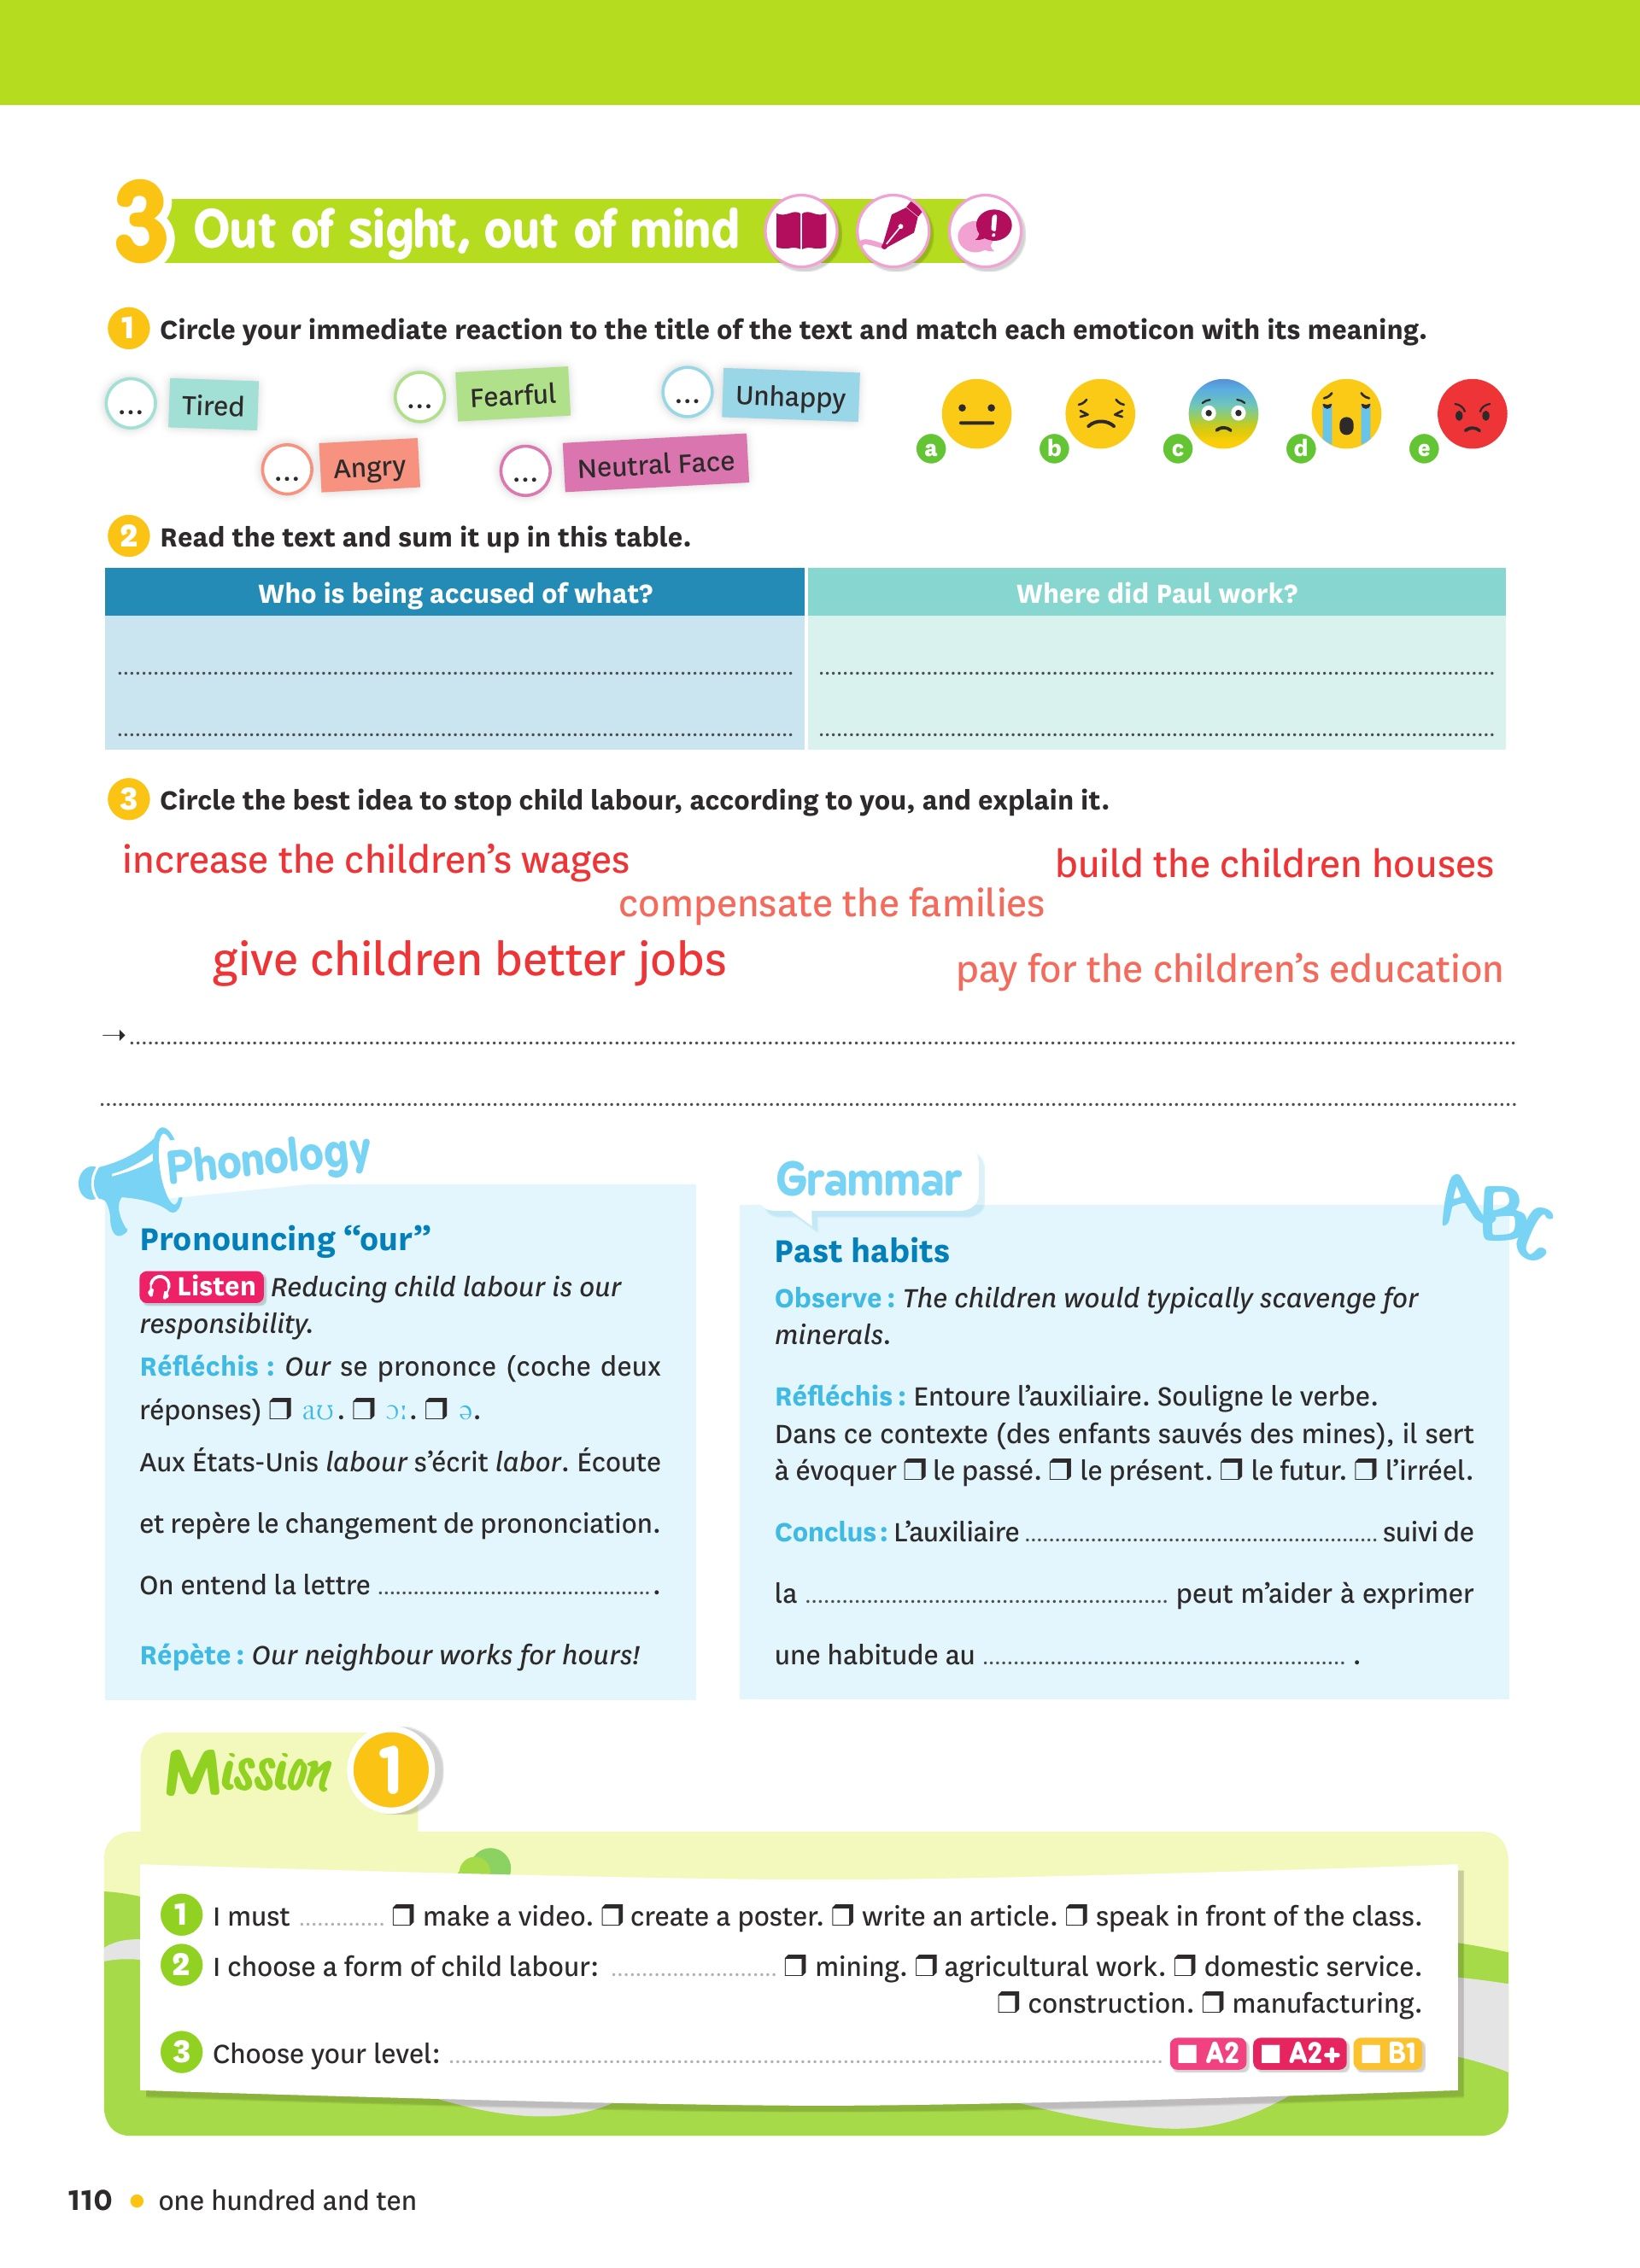 3 Out of sight, out of mind
1 Circle your immediate reaction to the title of the text and match each emoticon with its meaning.
... Tired
... Fearful
... Unhappy
... Angry
... Neutral Face
a b c d e
2 Read the text and sum it up in this table.
Who is being accused of what? Where did Paul work?
3 Circle the best idea to stop child labour, according to you, and explain it.
increase the children's wages
build the children houses
compensate the families
give children better jobs
pay for the children's education
→
Phonology
Pronouncing “our”
Listen Reducing child labour is our
responsibility.
Réfléchis : Our se prononce (coche deux
réponses) ❒ aʊ. ❒ ɔː. ❒ ə.
Aux États-Unis labour s’écrit labor. Écoute
et repère le changement de prononciation.
On entend la lettre .......... .
Répète : Our neighbour works for hours!
Grammar
ABC
Past habits
Observe : The children would typically scavenge for
minerals.
Réfléchis : Entoure l’auxiliaire. Souligne le verbe.
Dans ce contexte (des enfants sauvés des mines), il sert
à évoquer ❒ le passé. ❒ le présent. ❒ le futur. ❒ l’irréel.
Conclus : L’auxiliaire .......... suivi de
la .......... peut m’aider à exprimer
une habitude au .......... .
Mission 1
1 I must .......... ❒ make a video. ❒ create a poster. ❒ write an article. ❒ speak in front of the class.
2 I choose a form of child labour: .......... ❒ mining. ❒ agricultural work. ❒ domestic service.
❒ construction. ❒ manufacturing.
3 Choose your level: .......... A2 A2+ B1
110 • one hundred and ten